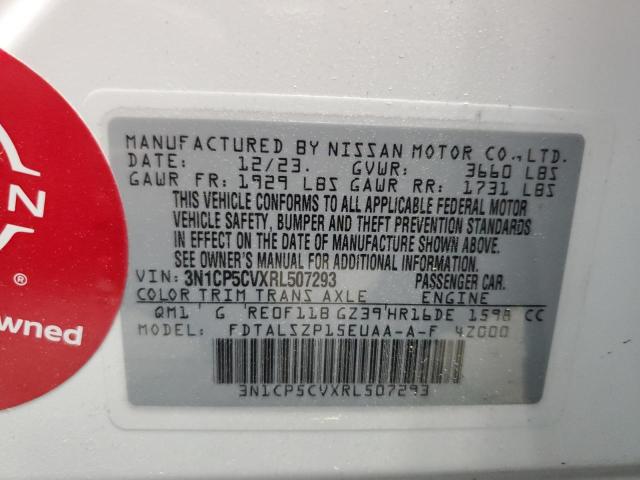 MANUFACTURED BY NISSAN MOTOR CO.,LTD.
DATE: 12/23. GVWR: 3660 LBS
GAWR FR: 1929 LBS GAWR RR: 1731 LBS
THIS VEHICLE CONFORMS TO ALL APPLICABLE FEDERAL MOTOR
VEHICLE SAFETY, BUMPER AND THEFT PREVENTION STANDARDS
IN EFFECT ON THE DATE OF MANUFACTURE SHOWN ABOVE.
SEE OWNER'S MANUAL FOR ADDITIONAL INFORMATION.
VIN: 3N1CP5CVXRL507293 PASSENGER CAR.
COLOR TRIM TRANS AXLE ENGINE
QM1 G RE0F11B GZ39 HR16DE 1598 CC
MODEL: FDTALSZP15EUAA-A-F 42000
3N1CP5CVXRL507293
N
®
wned